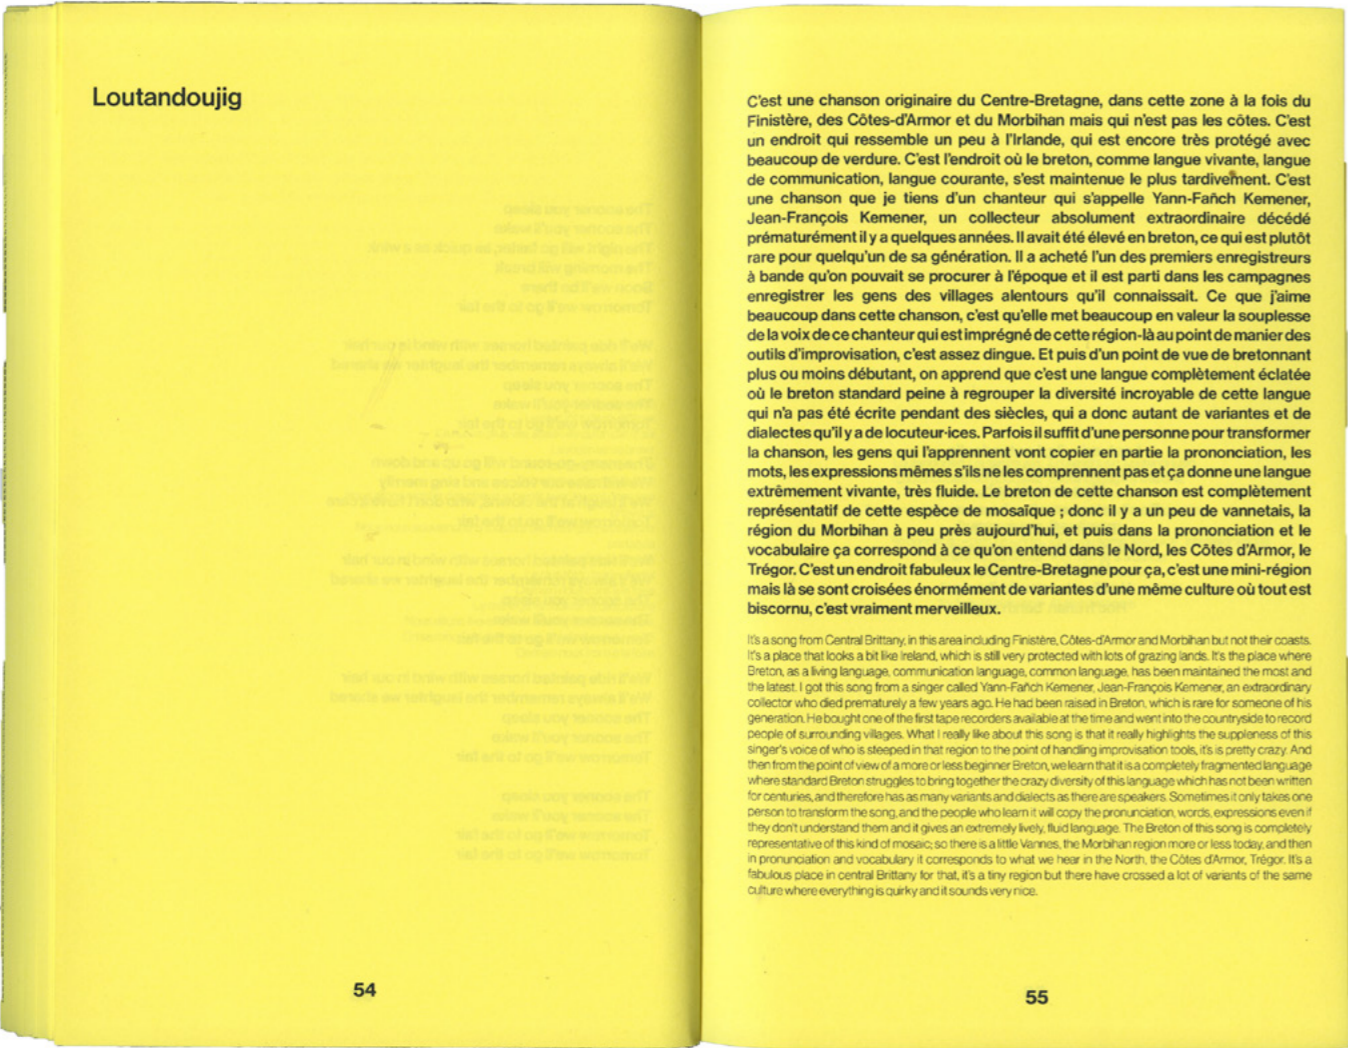 Loutandoujig
54
C'est une chanson originaire du Centre-Bretagne, dans cette zone à la fois du
Finistère, des Côtes-d'Armor et du Morbihan mais qui n'est pas les côtes. C'est
un endroit qui ressemble un peu à l'Irlande, qui est encore très protégé avec
beaucoup de verdure. C'est l'endroit où le breton, comme langue vivante, langue
de communication, langue courante, s'est maintenue le plus tardivement. C'est
une chanson que je tiens d'un chanteur qui s'appelle Yann-Fañch Kemener,
Jean-François Kemener, un collecteur absolument extraordinaire décédé
prématurément il y a quelques années. Il avait été élevé en breton, ce qui est plutôt
rare pour quelqu'un de sa génération. Il a acheté l'un des premiers enregistreurs
à bande qu'on pouvait se procurer à l'époque et il est parti dans les campagnes
enregistrer les gens des villages alentours qu'il connaissait. Ce que j'aime
beaucoup dans cette chanson, c'est qu'elle met beaucoup en valeur la souplesse
de la voix de ce chanteur qui est imprégné de cette région-là au point de manier des
outils d'improvisation, c'est assez dingue. Et puis d'un point de vue de bretonnant
plus ou moins débutant, on apprend que c'est une langue complètement éclatée
où le breton standard peine à regrouper la diversité incroyable de cette langue
qui n'a pas été écrite pendant des siècles, qui a donc autant de variantes et de
dialectes qu'il y a de locuteur·ices. Parfois il suffit d'une personne pour transformer
la chanson, les gens qui l'apprennent vont copier en partie la prononciation, les
mots, les expressions mêmes s'ils ne les comprennent pas et ça donne une langue
extrêmement vivante, très fluide. Le breton de cette chanson est complètement
représentatif de cette espèce de mosaïque ; donc il y a un peu de vannetais, la
région du Morbihan à peu près aujourd'hui, et puis dans la prononciation et le
vocabulaire ça correspond à ce qu'on entend dans le Nord, les Côtes d'Armor, le
Trégor. C'est un endroit fabuleux le Centre-Bretagne pour ça, c'est une mini-région
mais là se sont croisées énormément de variantes d'une même culture où tout est
biscornu, c'est vraiment merveilleux.
It's a song from Central Brittany, in this area including Finistère, Côtes-d'Armor and Morbihan but not their coasts.
It's a place that looks a bit like Ireland, which is still very protected with lots of grazing lands. It's the place where
Breton, as a living language, communication language, common language, has been maintained the most and
the latest. I got this song from a singer called Yann-Fañch Kemener, Jean-François Kemener, an extraordinary
collector who died prematurely a few years ago. He had been raised in Breton, which is rare for someone of his
generation. He bought one of the first tape recorders available at the time and went into the countryside to record
people of surrounding villages. What I really like about this song is that it really highlights the suppleness of this
singer's voice of who is steeped in that region to the point of handling improvisation tools, it's is pretty crazy. And
then from the point of view of a more or less beginner Breton, we learn that it is a completely fragmented language
where standard Breton struggles to bring together the crazy diversity of this language which has not been written
for centuries, and therefore has as many variants and dialects as there are speakers. Sometimes it only takes one
person to transform the song, and the people who learn it will copy the pronunciation, words, expressions even if
they don't understand them and it gives an extremely lively, fluid language. The Breton of this song is completely
representative of this kind of mosaic; so there is a little Vannes, the Morbihan region more or less today, and then
in pronunciation and vocabulary it corresponds to what we hear in the North, the Côtes d'Armor, Trégor. It's a
fabulous place in central Brittany for that, it's a tiny region but there have crossed a lot of variants of the same
culture where everything is quirky and it sounds very nice.
55